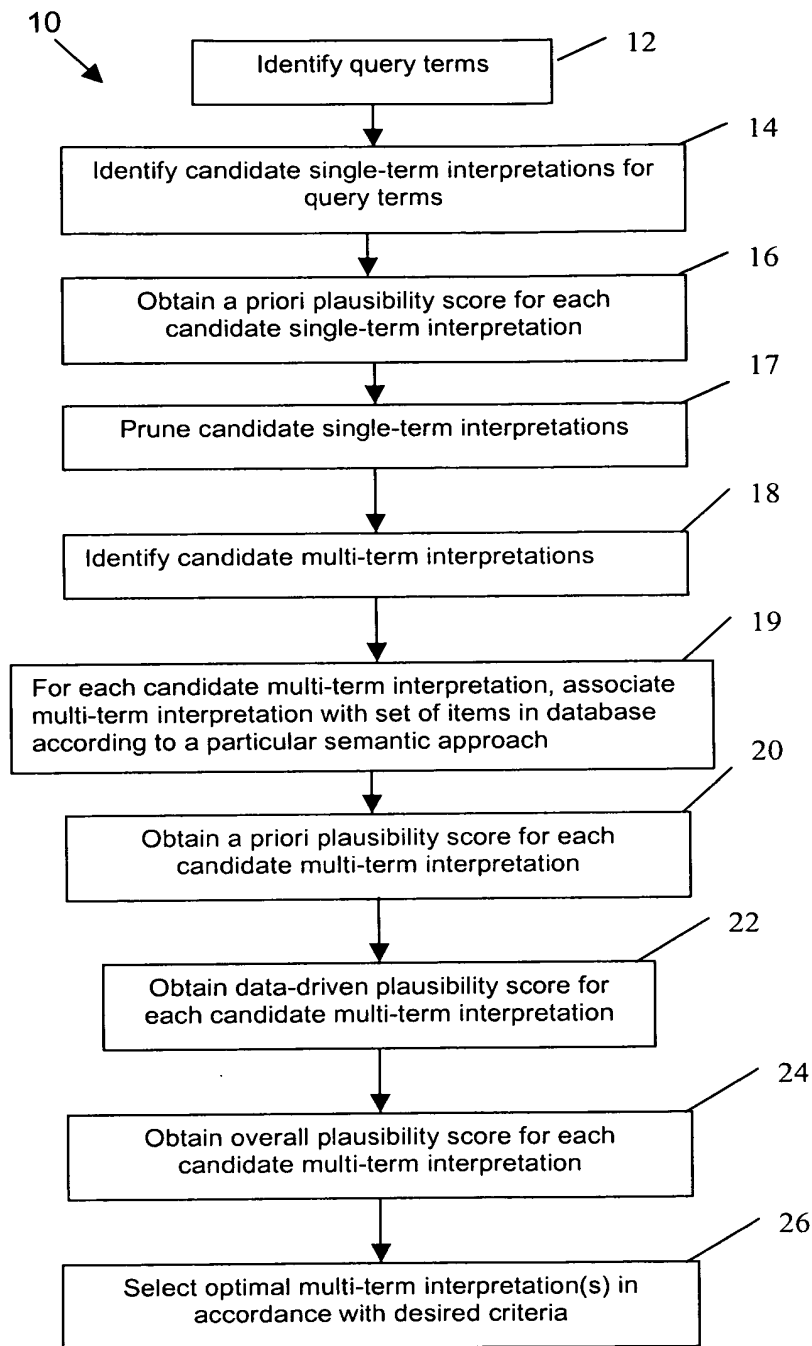 10
12
Identify query terms
14
Identify candidate single-term interpretations for
query terms
16
Obtain a priori plausibility score for each
candidate single-term interpretation
17
Prune candidate single-term interpretations
18
Identify candidate multi-term interpretations
19
For each candidate multi-term interpretation, associate
multi-term interpretation with set of items in database
according to a particular semantic approach
20
Obtain a priori plausibility score for each
candidate multi-term interpretation
22
Obtain data-driven plausibility score for
each candidate multi-term interpretation
24
Obtain overall plausibility score for each
candidate multi-term interpretation
26
Select optimal multi-term interpretation(s) in
accordance with desired criteria